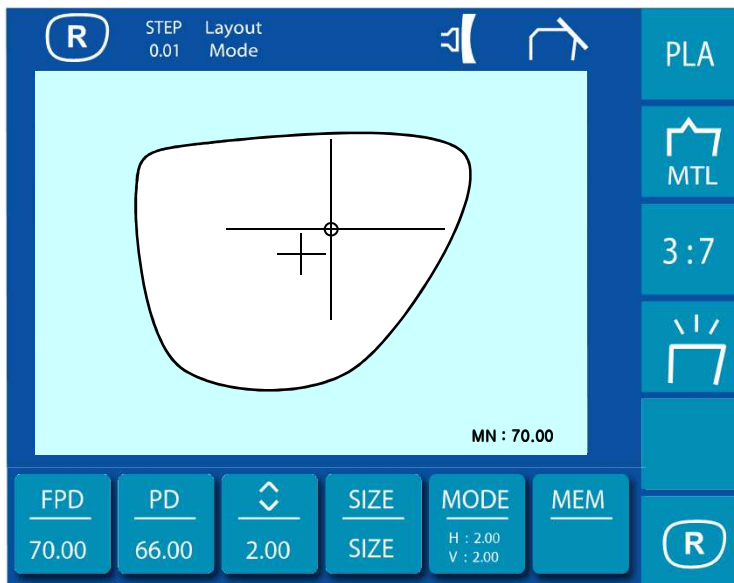 R
STEP Layout
0.01 Mode
PLA
MTL
3:7
MN : 70.00
FPD PD SIZE MODE MEM
70.00 66.00 2.00 SIZE H : 2.00
V : 2.00
R